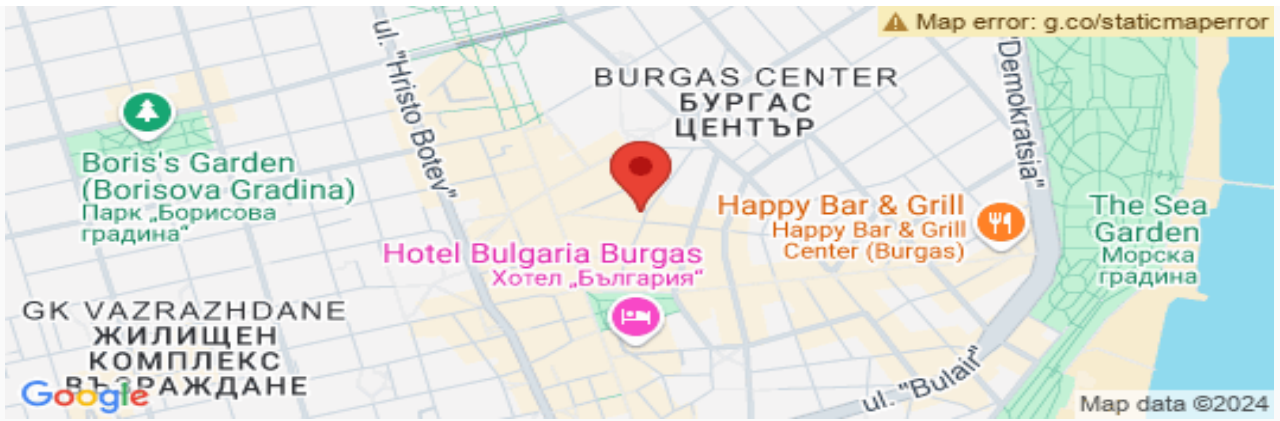 Map error: g.co/staticmaperror
ul. "Hristo Botev"
"Demokratsia"
BURGAS CENTER
БУРГАС
ЦЕНТЪР
Boris's Garden
(Borisova Gradina)
Парк „Борисова
градина“
Happy Bar & Grill
Happy Bar & Grill
Center (Burgas)
The Sea
Garden
Морска
градина
Hotel Bulgaria Burgas
Хотел „България“
GK VAZRAZHDANE
ЖИЛИЩЕН
КОМПЛЕКС
ВЪЗРАЖДАНЕ
ul. "Bulair"
Google
Map data ©2024